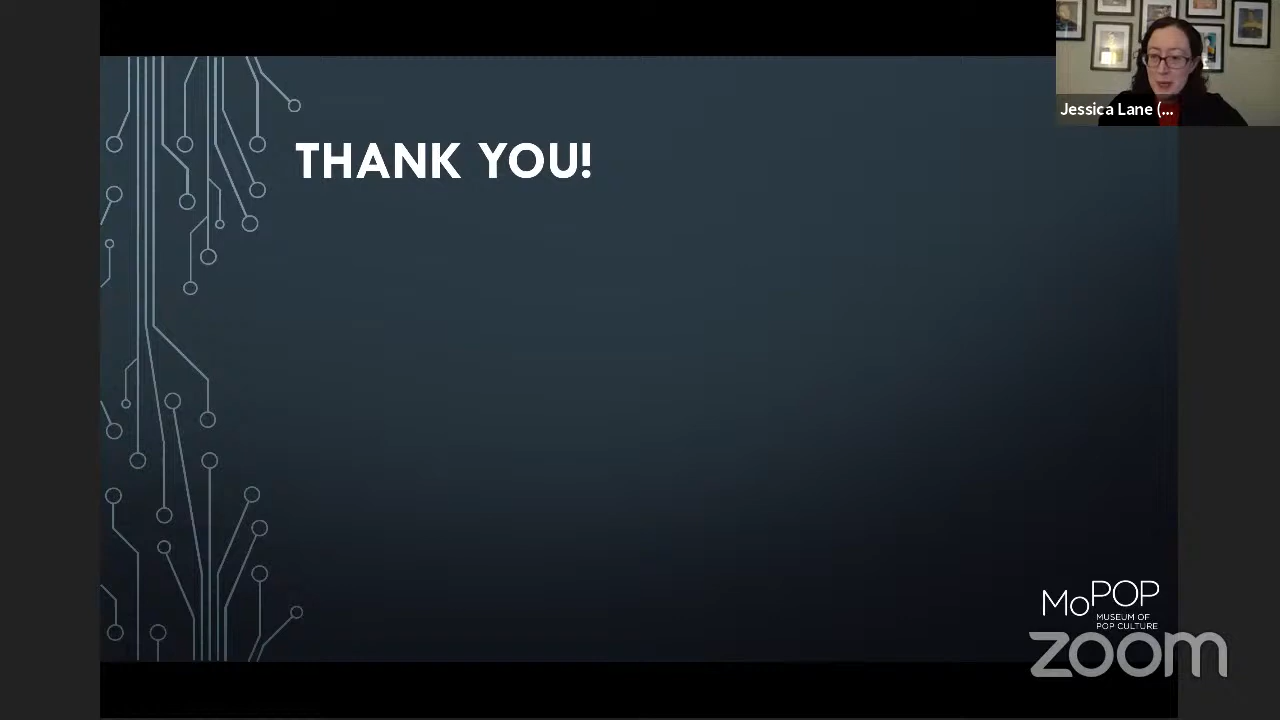 Jessica Lane (...
THANK YOU!
MoPOP
MUSEUM OF
POP CULTURE
zoom